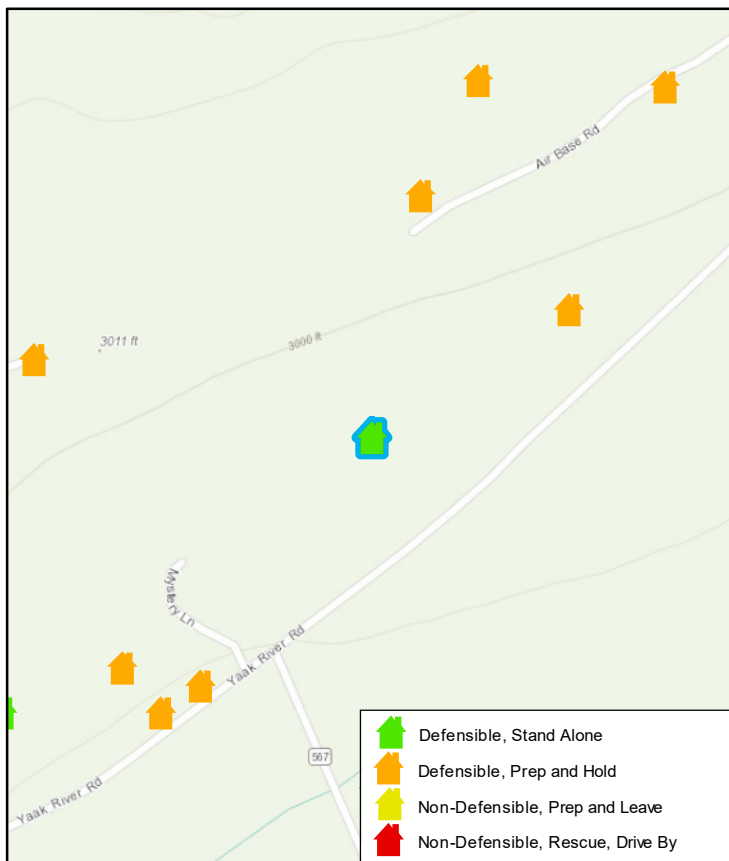 Air Base Rd
3011 ft
3000 ft
Mystery Ln
Yaak River Rd
567
Yaak River Rd
Defensible, Stand Alone
Defensible, Prep and Hold
Non-Defensible, Prep and Leave
Non-Defensible, Rescue, Drive By